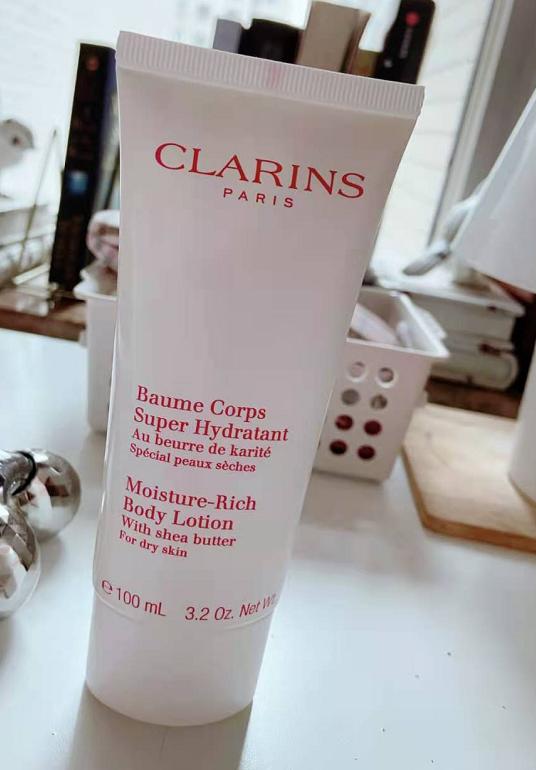 CLARINS
PARIS
Baume Corps
Super Hydratant
Au beurre de karité
Spécial peaux sèches
Moisture-Rich
Body Lotion
With shea butter
For dry skin
℮100 mL 3.2 Oz. Net Wt.